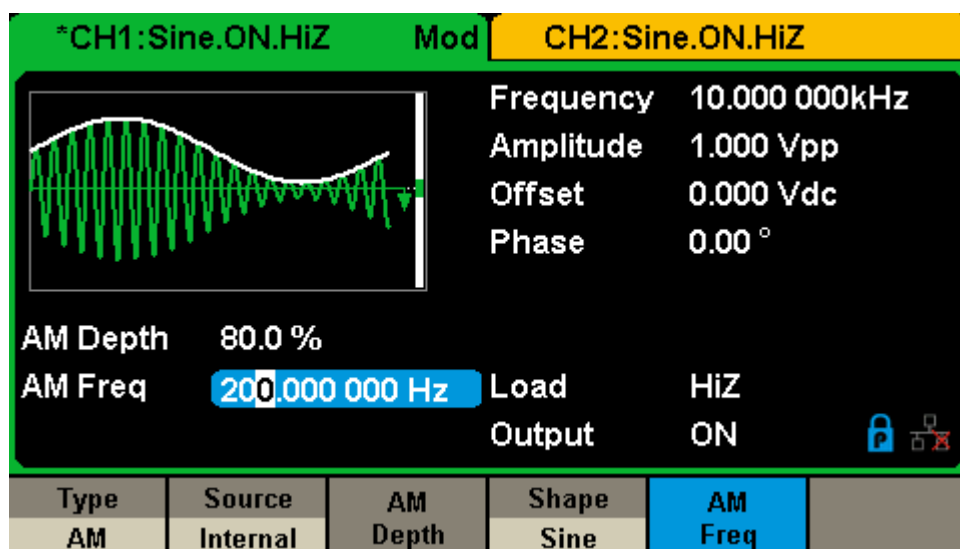 *CH1:Sine.ON.HiZ Mod CH2:Sine.ON.HiZ
Frequency 10.000 000kHz
Amplitude 1.000 Vpp
Offset 0.000 Vdc
Phase 0.00 °
AM Depth 80.0 %
AM Freq 200.000 000 Hz Load HiZ
Output ON P
Type Source AM Shape AM
AM Internal Depth Sine Freq